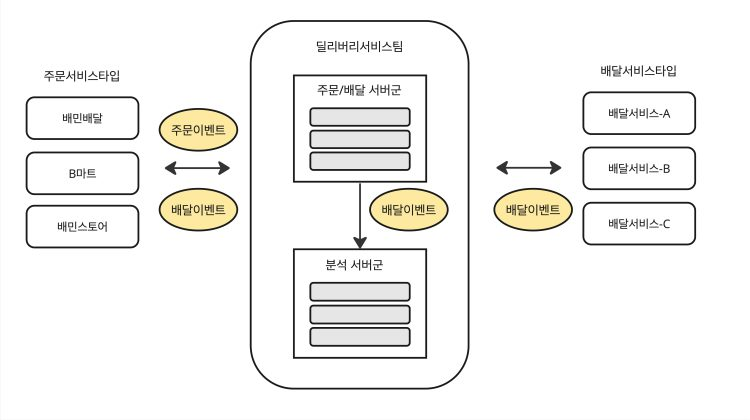 주문서비스타입
배민배달
B마트
배민스토어
주문이벤트
배달이벤트
딜리버리서비스팀
주문/배달 서버군
배달이벤트
분석 서버군
배달이벤트
배달서비스타입
배달서비스-A
배달서비스-B
배달서비스-C